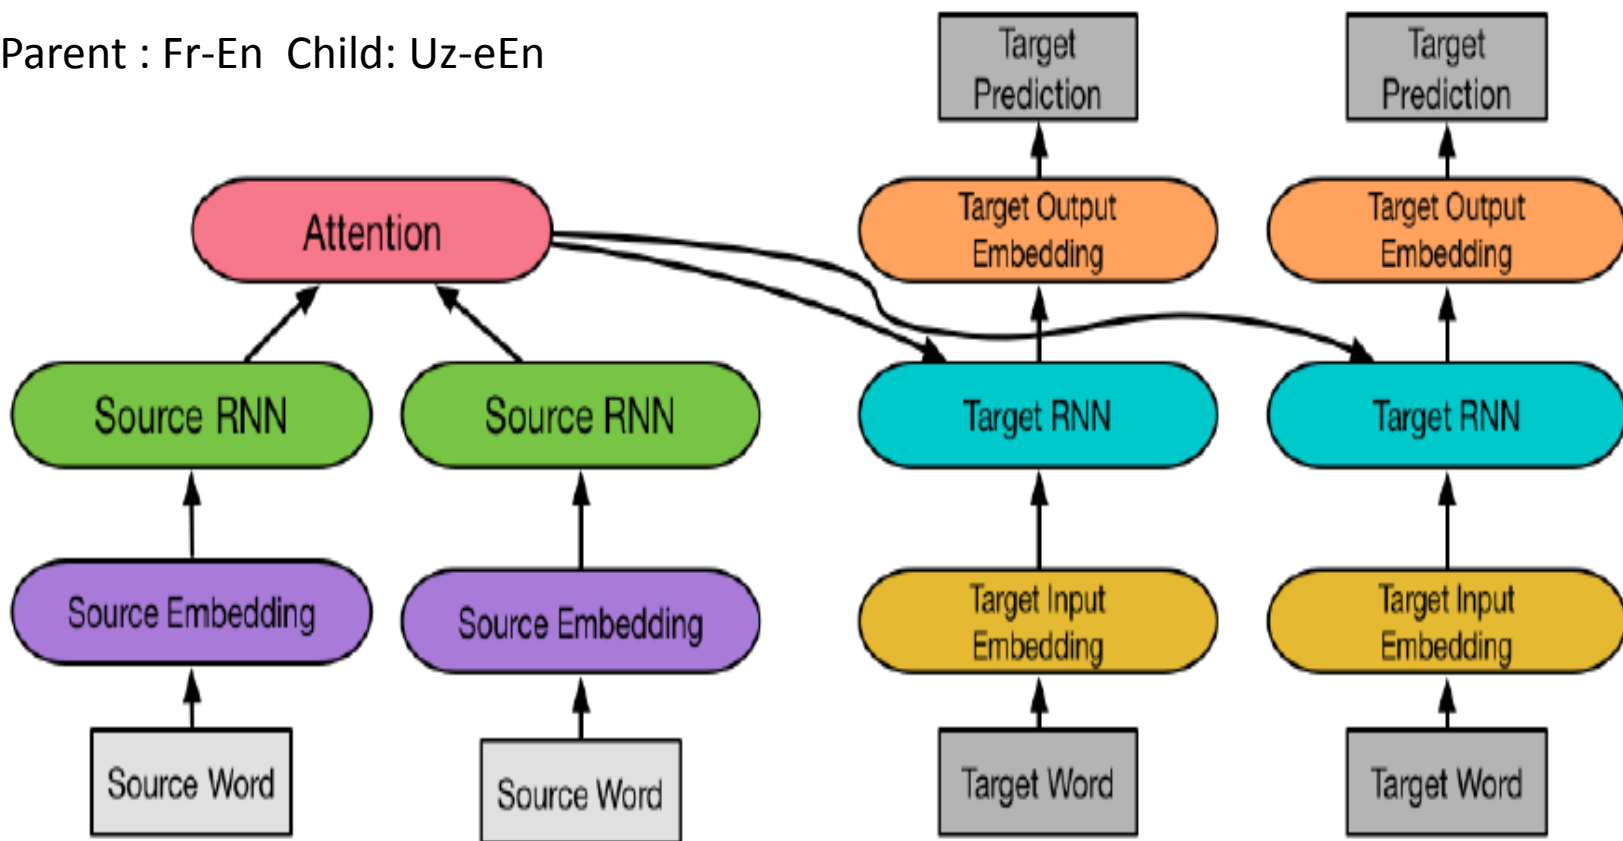 Parent : Fr-En  Child: Uz-eEn
Target
Prediction
Target
Prediction
Attention
Target Output
Embedding
Target Output
Embedding
Source RNN
Source RNN
Target RNN
Target RNN
Source Embedding
Source Embedding
Target Input
Embedding
Target Input
Embedding
Source Word
Source Word
Target Word
Target Word